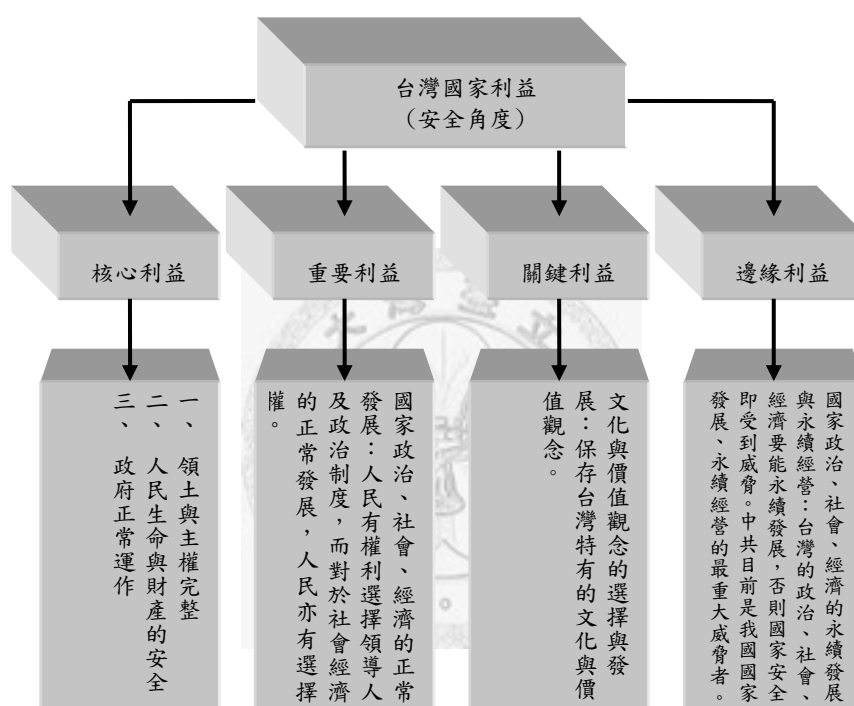 台灣國家利益
（安全角度）
核心利益
重要利益
關鍵利益
邊緣利益
一、領土與主權完整
二、人民生命與財產的安全
三、政府正常運作
國家政治、社會、經濟的正常
發展：人民有權利選擇領導人
及政治制度，而對於社會經濟
的正常發展，人民亦有選擇
權。
文化與價值觀念的選擇與發
展：保存台灣特有的文化與價
值觀念。
國家政治、社會、經濟的永續發展
與永續經營：台灣的政治、社會、
經濟要能永續發展，否則國家安全
即受到威脅。中共目前是我國國家
發展、永續經營的最重大威脅者。